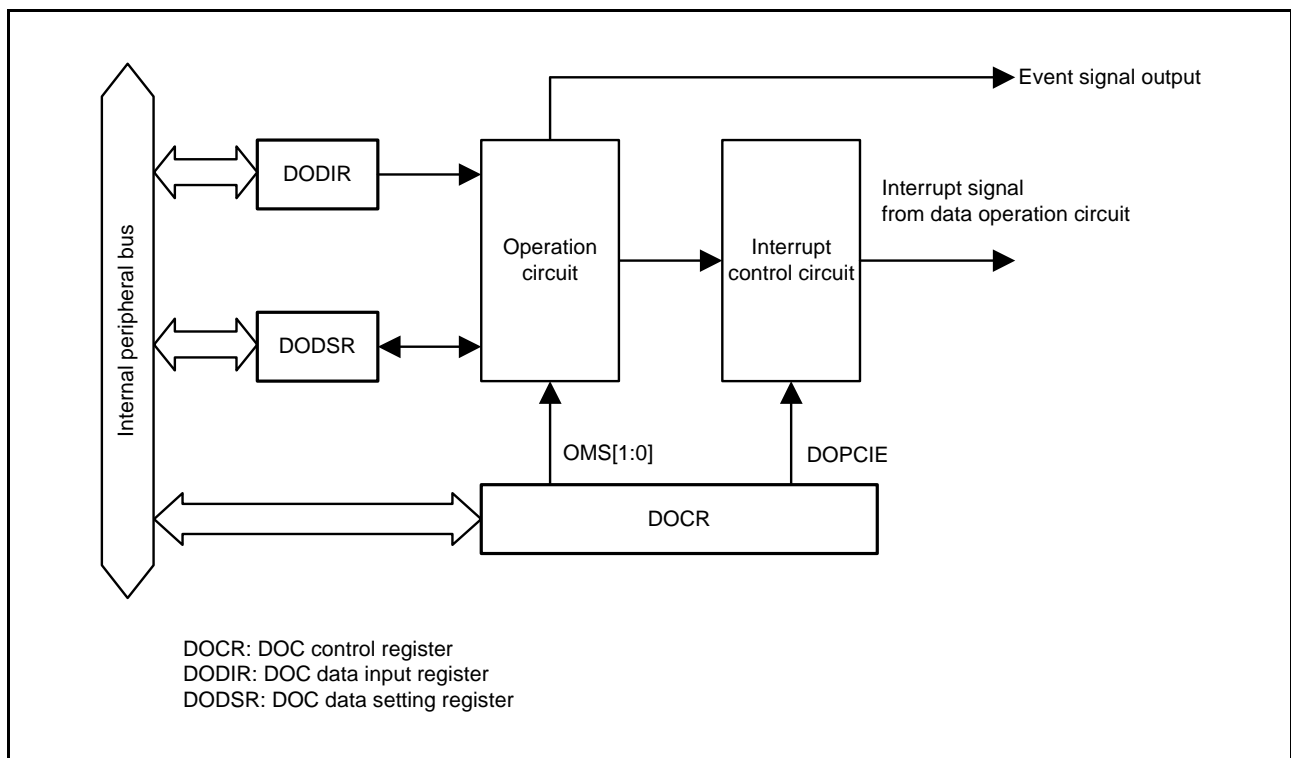 Event signal output
DODIR
Interrupt signal
from data operation circuit
Internal peripheral bus
Operation
circuit
Interrupt
control circuit
DODSR
OMS[1:0]
DOPCIE
DOCR
DOCR: DOC control register
DODIR: DOC data input register
DODSR: DOC data setting register